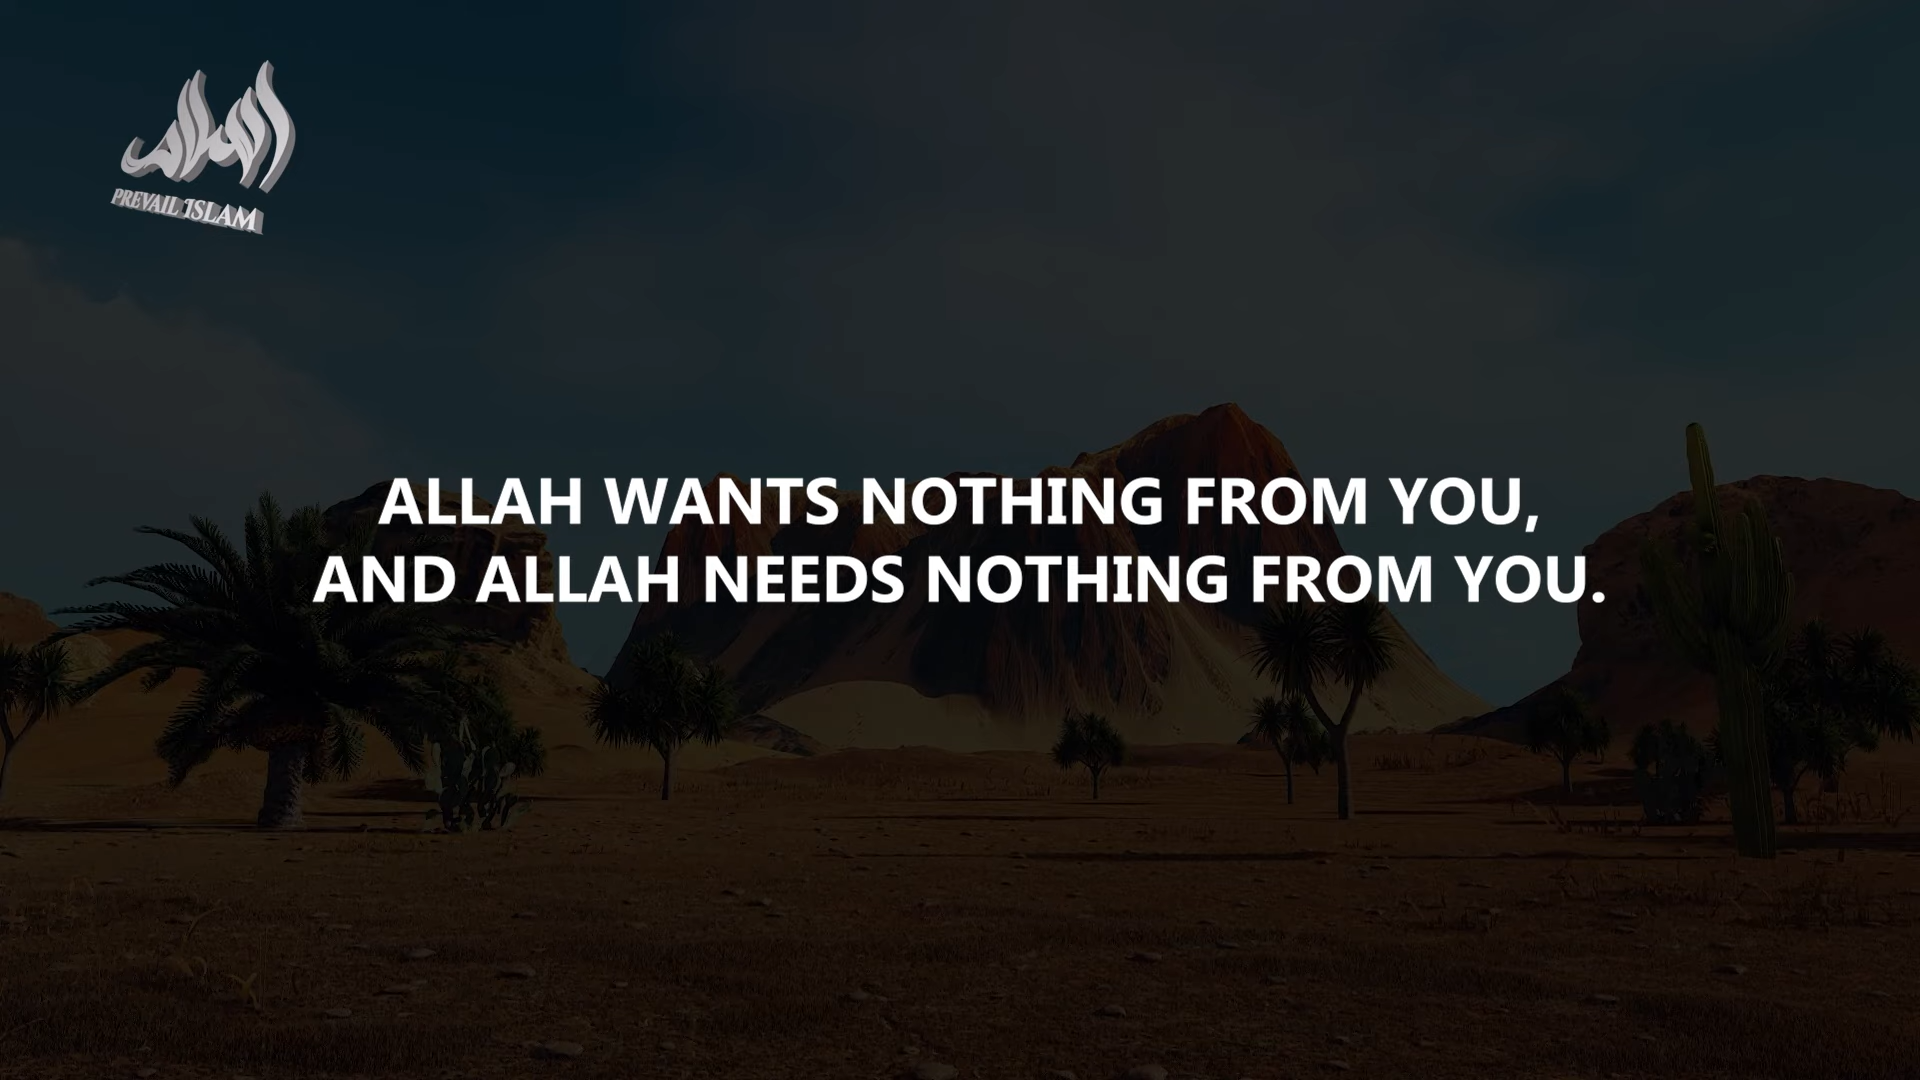 PREVAIL ISLAM
ALLAH WANTS NOTHING FROM YOU,
AND ALLAH NEEDS NOTHING FROM YOU.